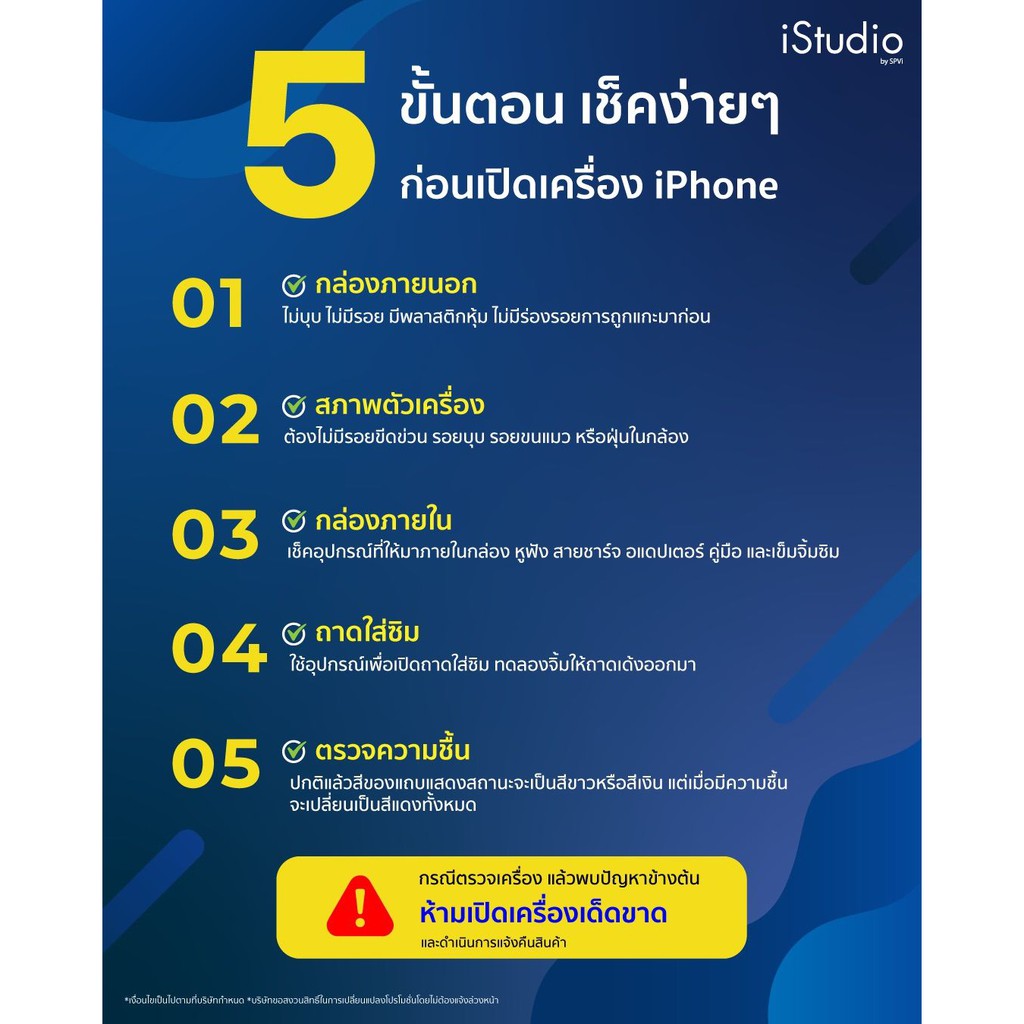 iStudio
by SPVi
5
ขั้นตอน เช็คง่ายๆ
ก่อนเปิดเครื่อง iPhone
01
กล่องภายนอก
ไม่บุบ ไม่มีรอย มีพลาสติกหุ้ม ไม่มีร่องรอยการถูกแกะมาก่อน
02
สภาพตัวเครื่อง
ต้องไม่มีรอยขีดข่วน รอยบุบ รอยขนแมว หรือฝุ่นในกล้อง
03
กล่องภายใน
เช็คอุปกรณ์ที่ให้มาภายในกล่อง หูฟัง สายชาร์จ อแดปเตอร์ คู่มือ และเข็มจิ้มซิม
04
ถาดใส่ซิม
ใช้อุปกรณ์เพื่อเปิดถาดใส่ซิม ทดลองจิ้มให้ถาดเด้งออกมา
05
ตรวจความชื้น
ปกติแล้วสีของแถบแสดงสถานะจะเป็นสีขาวหรือสีเงิน แต่เมื่อมีความชื้น
จะเปลี่ยนเป็นสีแดงทั้งหมด
กรณีตรวจเครื่อง แล้วพบปัญหาข้างต้น
ห้ามเปิดเครื่องเด็ดขาด
และดำเนินการแจ้งคืนสินค้า
*เงื่อนไขเป็นไปตามที่บริษัทกำหนด *บริษัทขอสงวนสิทธิ์ในการเปลี่ยนแปลงโปรโมชั่นโดยไม่ต้องแจ้งล่วงหน้า